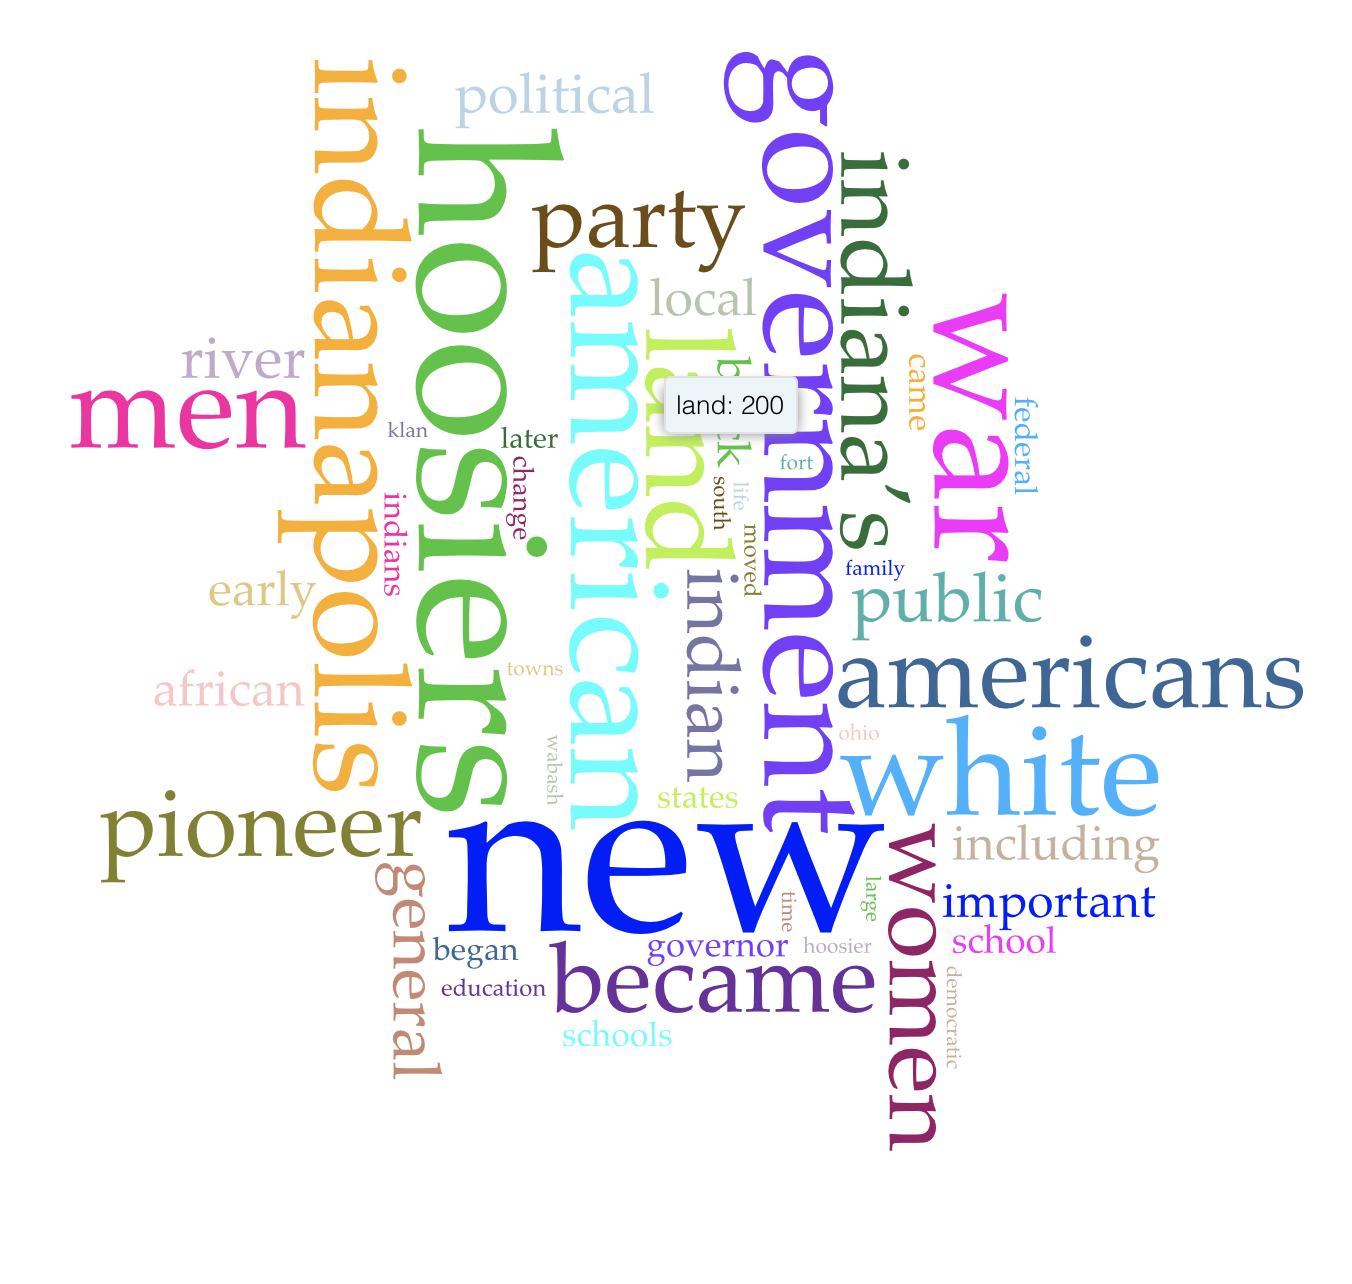 indianapolis
political
government
hoosiers
indiana’s
party
american
local
war
land
river
came
men
land: 200
federal
klan
later
change
fort
south
life
indians
moved
family
early
indian
public
african
towns
americans
wabash
ohio
white
states
pioneer
new
women
including
general
time
large
important
began
governor
hoosier
school
became
education
democratic
schools